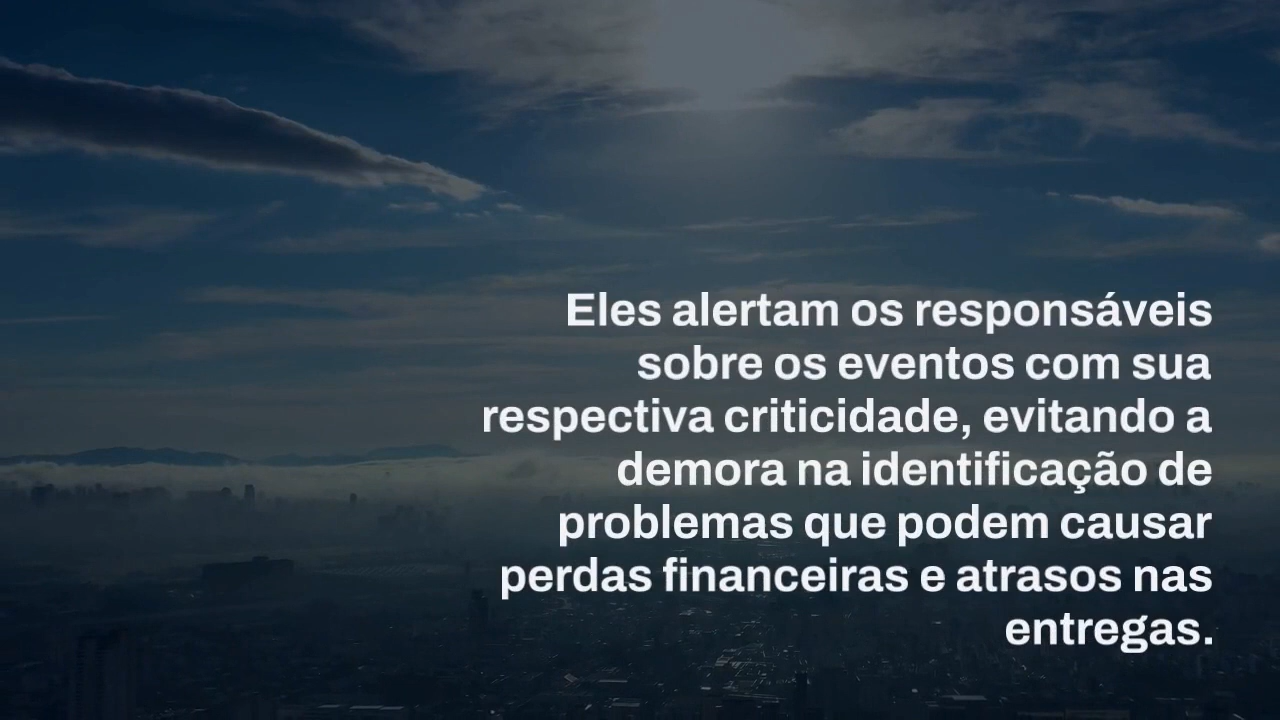 Eles alertam os responsáveis
sobre os eventos com sua
respectiva criticidade, evitando a
demora na identificação de
problemas que podem causar
perdas financeiras e atrasos nas
entregas.